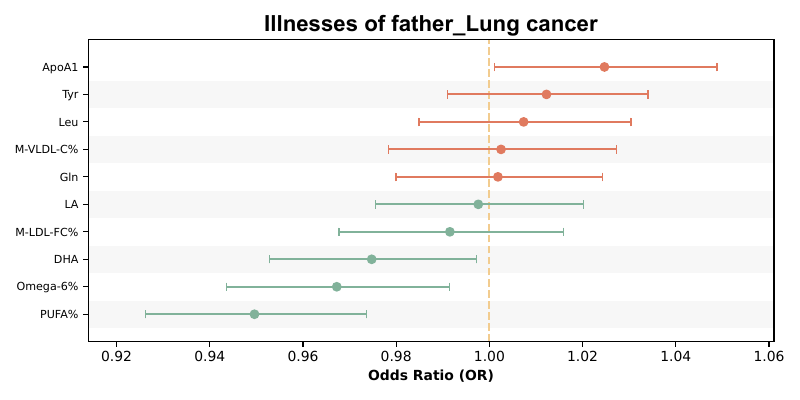 Illnesses of father_Lung cancer
ApoA1
Tyr
Leu
M-VLDL-C%
Gln
LA
M-LDL-FC%
DHA
Omega-6%
PUFA%
0.92 0.94 0.96 0.98 1.00 1.02 1.04 1.06
Odds Ratio (OR)